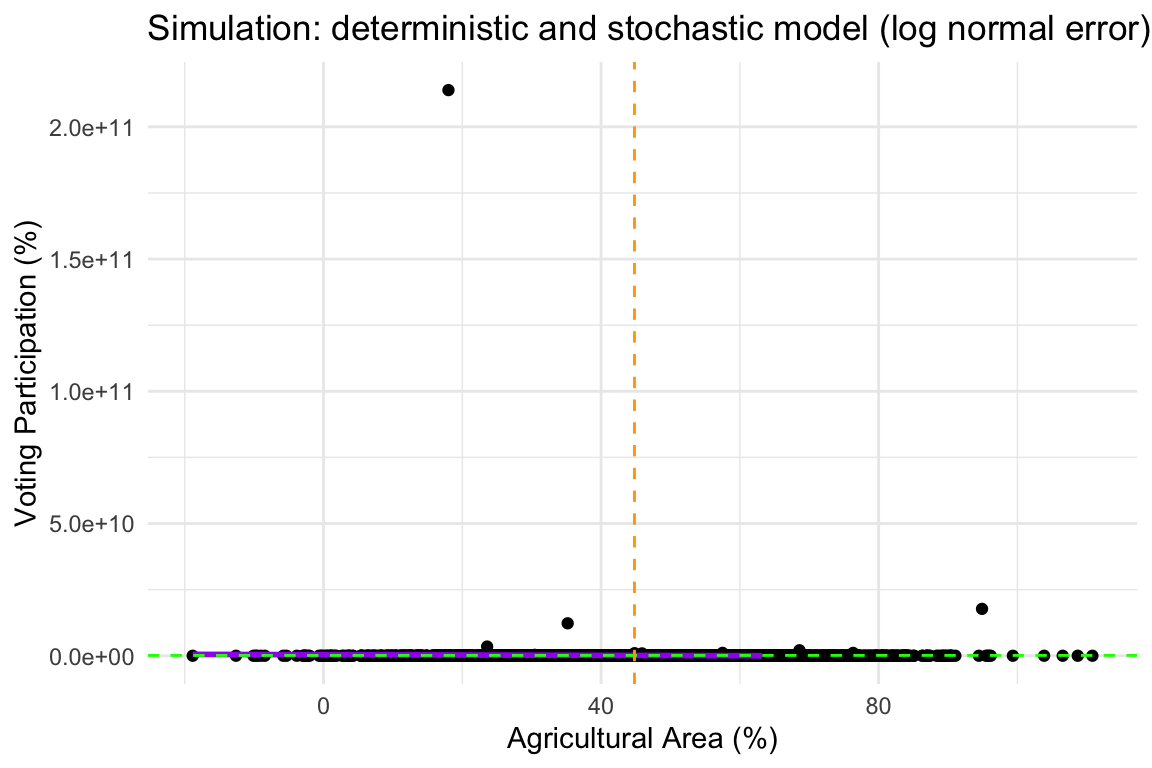 Simulation: deterministic and stochastic model (log normal error)
Voting Participation (%)
2.0e+11
1.5e+11
1.0e+11
5.0e+10
0.0e+00
0 40 80
Agricultural Area (%)